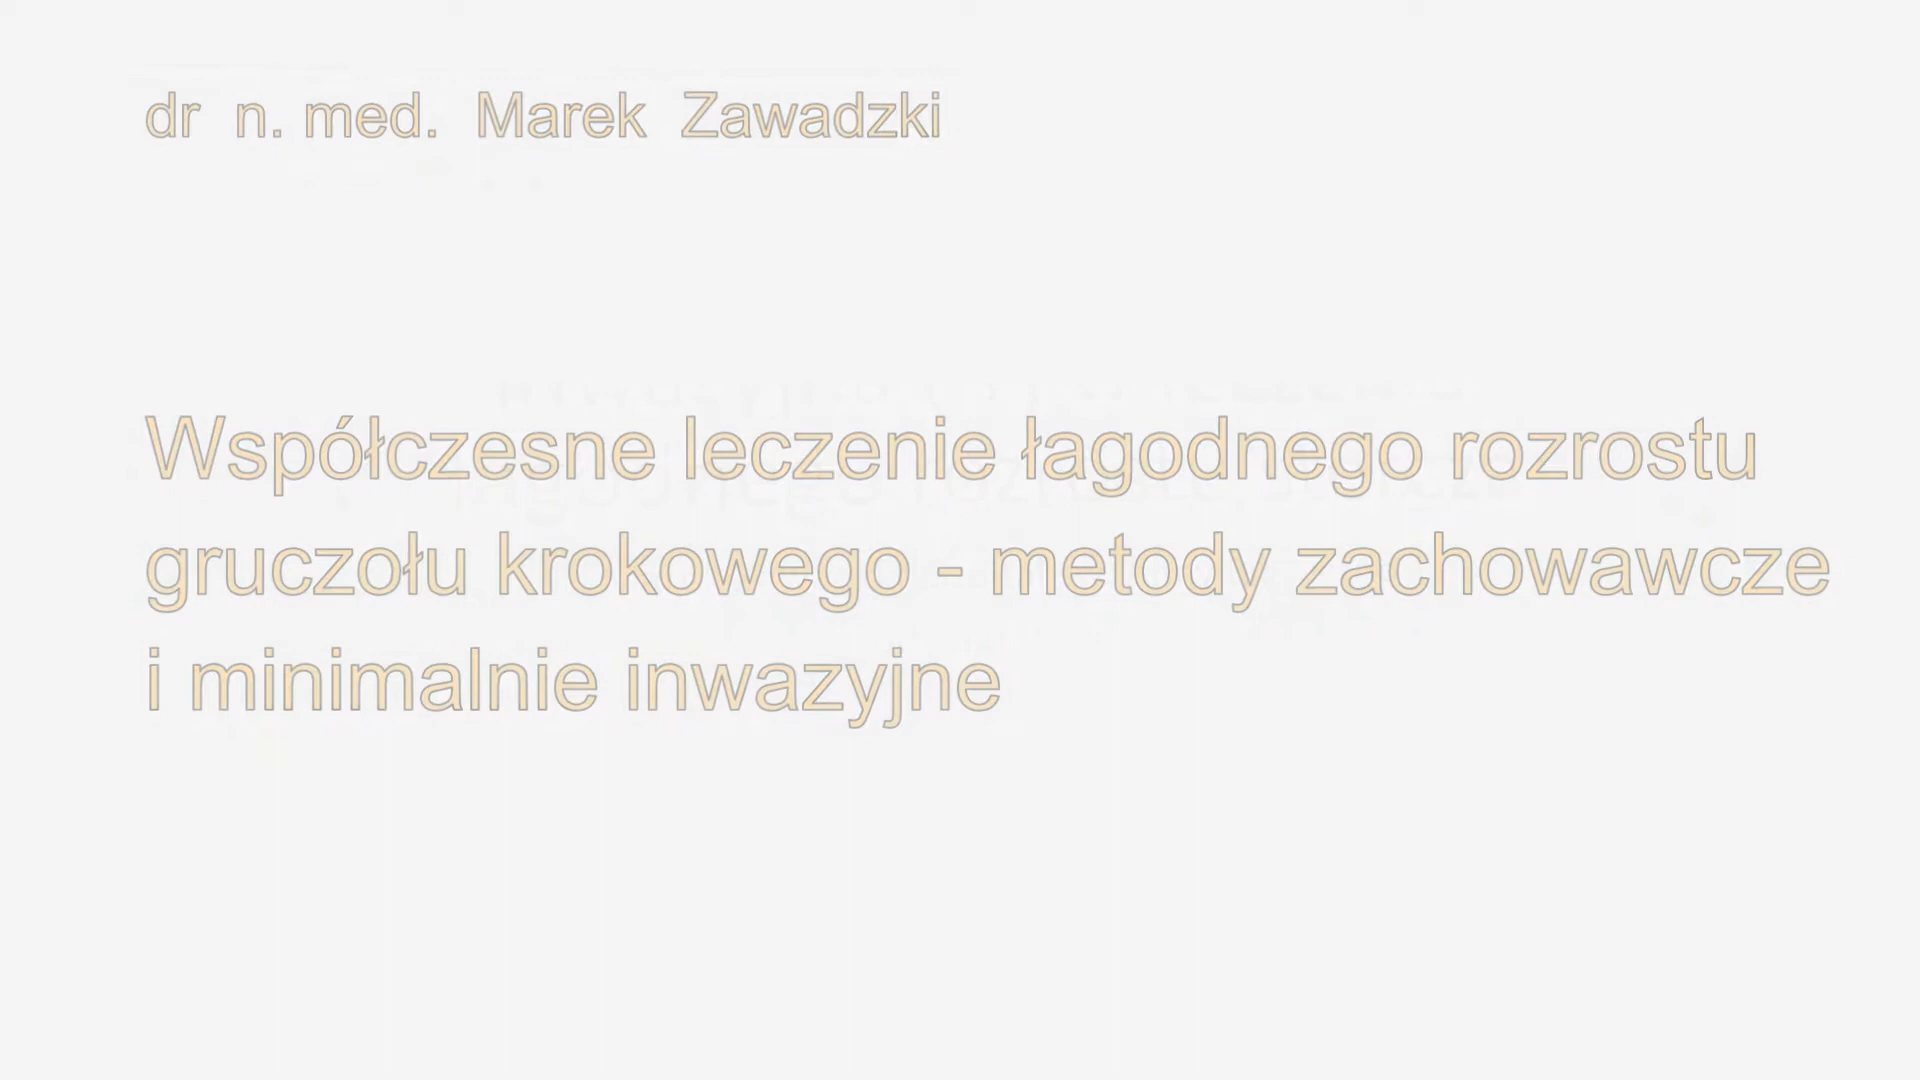 dr n. med. Marek Zawadzki
Współczesne leczenie łagodnego rozrostu
gruczołu krokowego - metody zachowawcze
i minimalnie inwazyjne